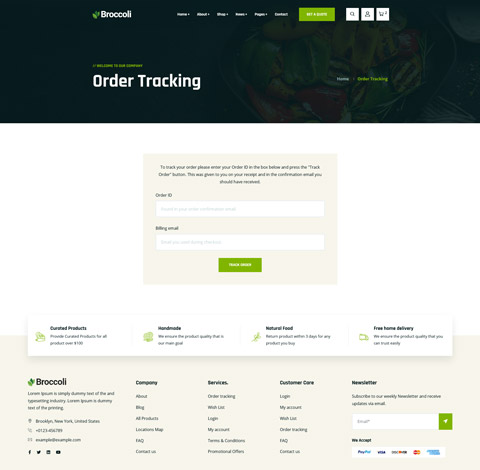 Broccoli
Home About Shop News Pages Contact GET A QUOTE 0
// WELCOME TO OUR COMPANY
Order Tracking
Home Order Tracking
To track your order please enter your Order ID in the box below and press the "Track
Order" button. This was given to you on your receipt and in the confirmation email you
should have received.
Order ID
Found in your order confirmation email.
Billing email
Email you used during checkout.
TRACK ORDER
Curated Products
Provide Curated Products for all
product over $100
Handmade
We ensure the product quality that is
our main goal
Natural Food
Return product within 3 days for any
product you buy
Free home delivery
We ensure the product quality that you
can trust easily
Broccoli
Lorem Ipsum is simply dummy text of the and
typesetting industry. Lorem Ipsum is dummy
text of the printing.
Brooklyn, New York, United States
+0123-456789
example@example.com
Company
About
Blog
All Products
Locations Map
FAQ
Contact us
Services.
Order tracking
Wish List
Login
My account
Terms & Conditions
Promotional Offers
Customer Care
Login
My account
Wish List
Order tracking
FAQ
Contact us
Newsletter
Subscribe to our weekly Newsletter and receive
updates via email.
Email*
We Accept
PayPal VISA